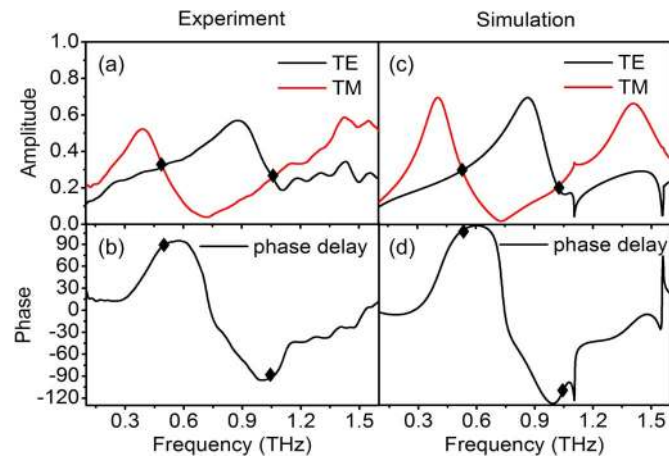 Experiment
Simulation
(a)
TE
TM
(c)
TE
TM
Amplitude
1.0
0.8
0.6
0.4
0.2
0.0
(b)
phase delay
(d)
phase delay
Phase
90
60
30
0
-30
-60
-90
-120
0.3 0.6 0.9 1.2 1.5
0.3 0.6 0.9 1.2 1.5
Frequency (THz)
Frequency (THz)